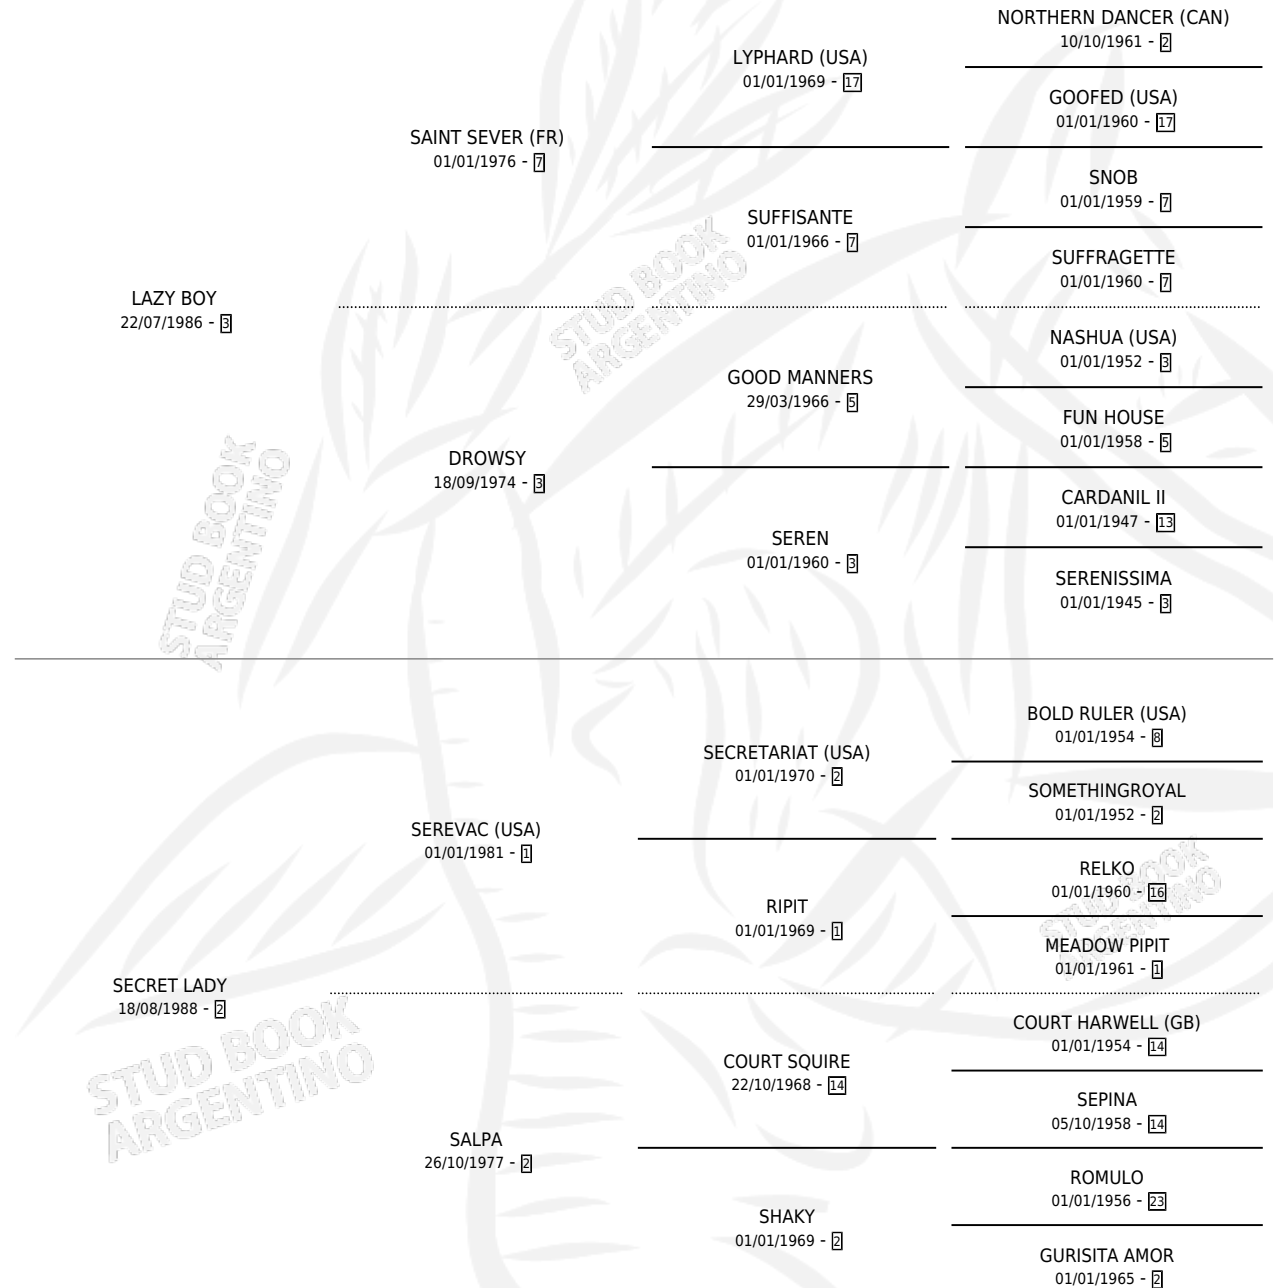 NORTHERN DANCER (CAN)
10/10/1961 - 2
LYPHARD (USA)
01/01/1969 - 17
GOOFED (USA)
01/01/1960 - 17
SAINT SEVER (FR)
01/01/1976 - 7
SNOB
01/01/1959 - 7
SUFFISANTE
01/01/1966 - 7
SUFFRAGETTE
01/01/1960 - 7
LAZY BOY
22/07/1986 - 3
NASHUA (USA)
01/01/1952 - 3
GOOD MANNERS
29/03/1966 - 5
FUN HOUSE
01/01/1958 - 5
DROWSY
18/09/1974 - 3
CARDANIL II
01/01/1947 - 13
SEREN
01/01/1960 - 3
SERENISSIMA
01/01/1945 - 3
BOLD RULER (USA)
01/01/1954 - 8
SECRETARIAT (USA)
01/01/1970 - 2
SOMETHINGROYAL
01/01/1952 - 2
SEREVAC (USA)
01/01/1981 - 1
RELKO
01/01/1960 - 16
RIPIT
01/01/1969 - 1
MEADOW PIPIT
01/01/1961 - 1
SECRET LADY
18/08/1988 - 2
COURT HARWELL (GB)
01/01/1954 - 14
COURT SQUIRE
22/10/1968 - 14
SEPINA
05/10/1958 - 14
SALPA
26/10/1977 - 2
ROMULO
01/01/1956 - 23
SHAKY
01/01/1969 - 2
GURISITA AMOR
01/01/1965 - 2
STUD BOOK
ARGENTINO
STUD BOOK
ARGENTINO
STUD BOOK
ARGENTINO
STUD BOOK
ARGENTINO